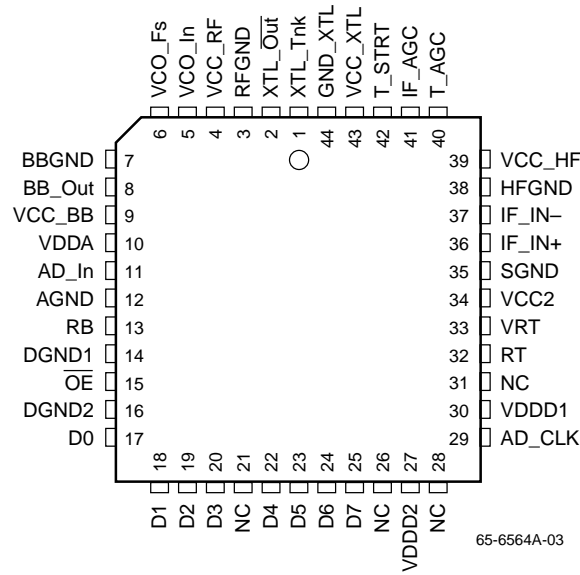 VCO_Fs
VCO_In
VCC_RF
RFGND
XTL_O̅u̅t̅
XTL_Tnk
GND_XTL
VCC_XTL
T_STRT
IF_AGC
T_AGC
6 5 4 3 2 1 44 43 42 41 40
BBGND 7
BB_Out 8
VCC_BB 9
VDDA 10
AD_In 11
AGND 12
RB 13
DGND1 14
O̅E̅ 15
DGND2 16
D0 17
39 VCC_HF
38 HFGND
37 IF_IN–
36 IF_IN+
35 SGND
34 VCC2
33 VRT
32 RT
31 NC
30 VDDD1
29 AD_CLK
18 19 20 21 22 23 24 25 26 27 28
D1
D2
D3
NC
D4
D5
D6
D7
NC
VDDD2
NC
65-6564A-03